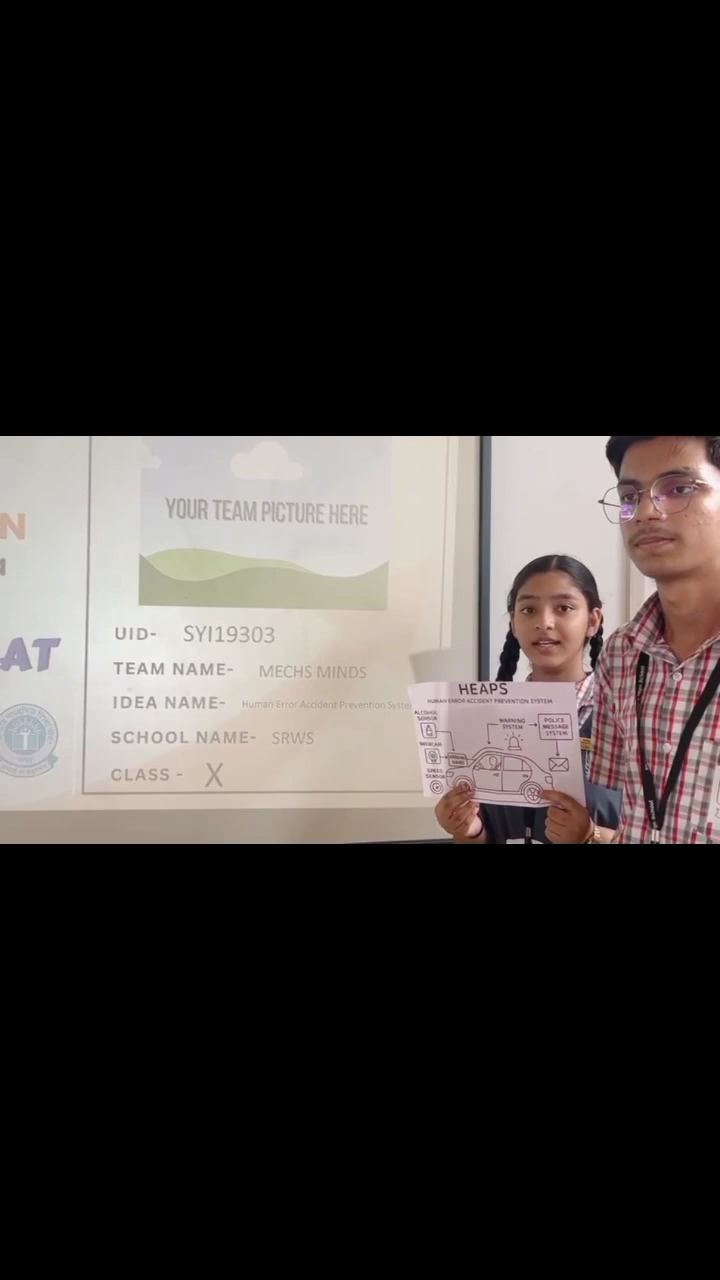 N
a
AT
YOUR TEAM PICTURE HERE
UID- SYI19303
TEAM NAME- MECHS MINDS
IDEA NAME- Human Error Accident Prevention System
SCHOOL NAME- SRWS
CLASS - X
HEAPS
HUMAN ERROR ACCIDENT PREVENTION SYSTEM
ALCOHOL
SENSOR
WARNING
SYSTEM
POLICE
MESSAGE
SYSTEM
WEBCAM
SPEED
SENSOR